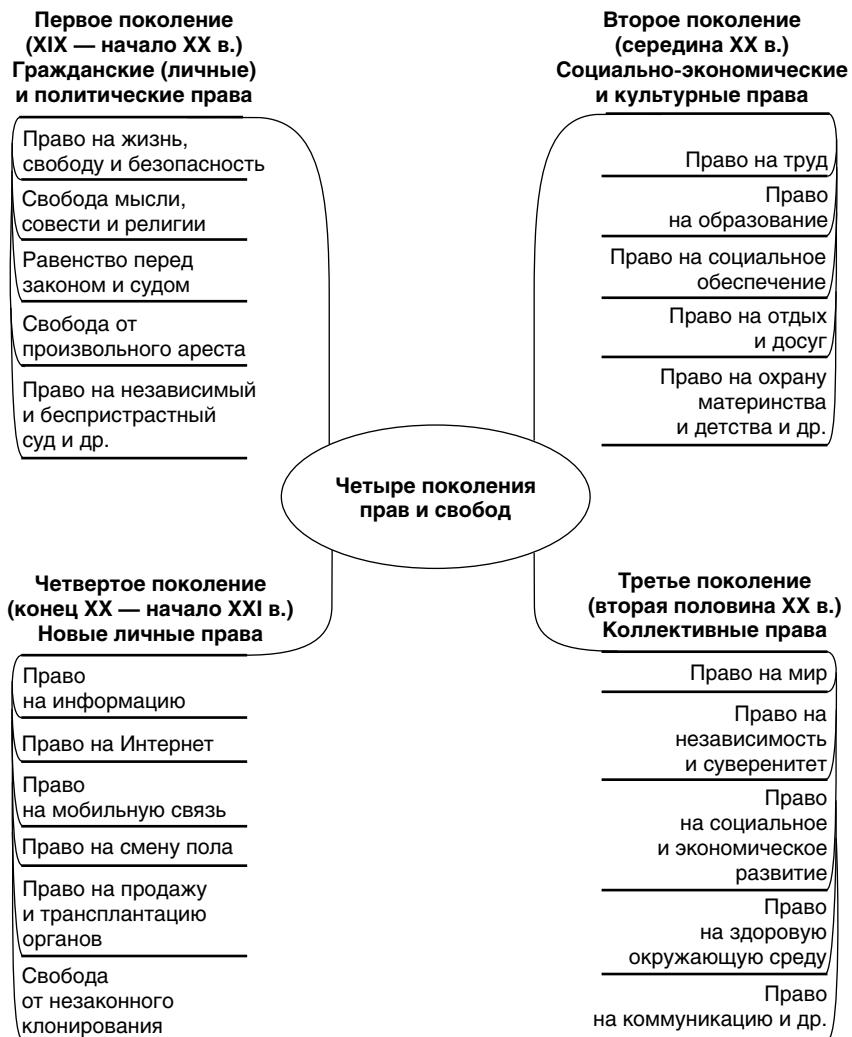 Первое поколение
(XIX — начало XX в.)
Гражданские (личные)
и политические права
Право на жизнь,
свободу и безопасность
Свобода мысли,
совести и религии
Равенство перед
законом и судом
Свобода от
произвольного ареста
Право на независимый
и беспристрастный
суд и др.
Второе поколение
(середина XX в.)
Социально-экономические
и культурные права
Право на труд
Право
на образование
Право на социальное
обеспечение
Право на отдых
и досуг
Право на охрану
материнства
и детства и др.
Четыре поколения
прав и свобод
Четвертое поколение
(конец XX — начало XXI в.)
Новые личные права
Право
на информацию
Право на Интернет
Право
на мобильную связь
Право на смену пола
Право на продажу
и трансплантацию
органов
Свобода
от незаконного
клонирования
Третье поколение
(вторая половина XX в.)
Коллективные права
Право на мир
Право на
независимость
и суверенитет
Право
на социальное
и экономическое
развитие
Право
на здоровую
окружающую среду
Право
на коммуникацию и др.